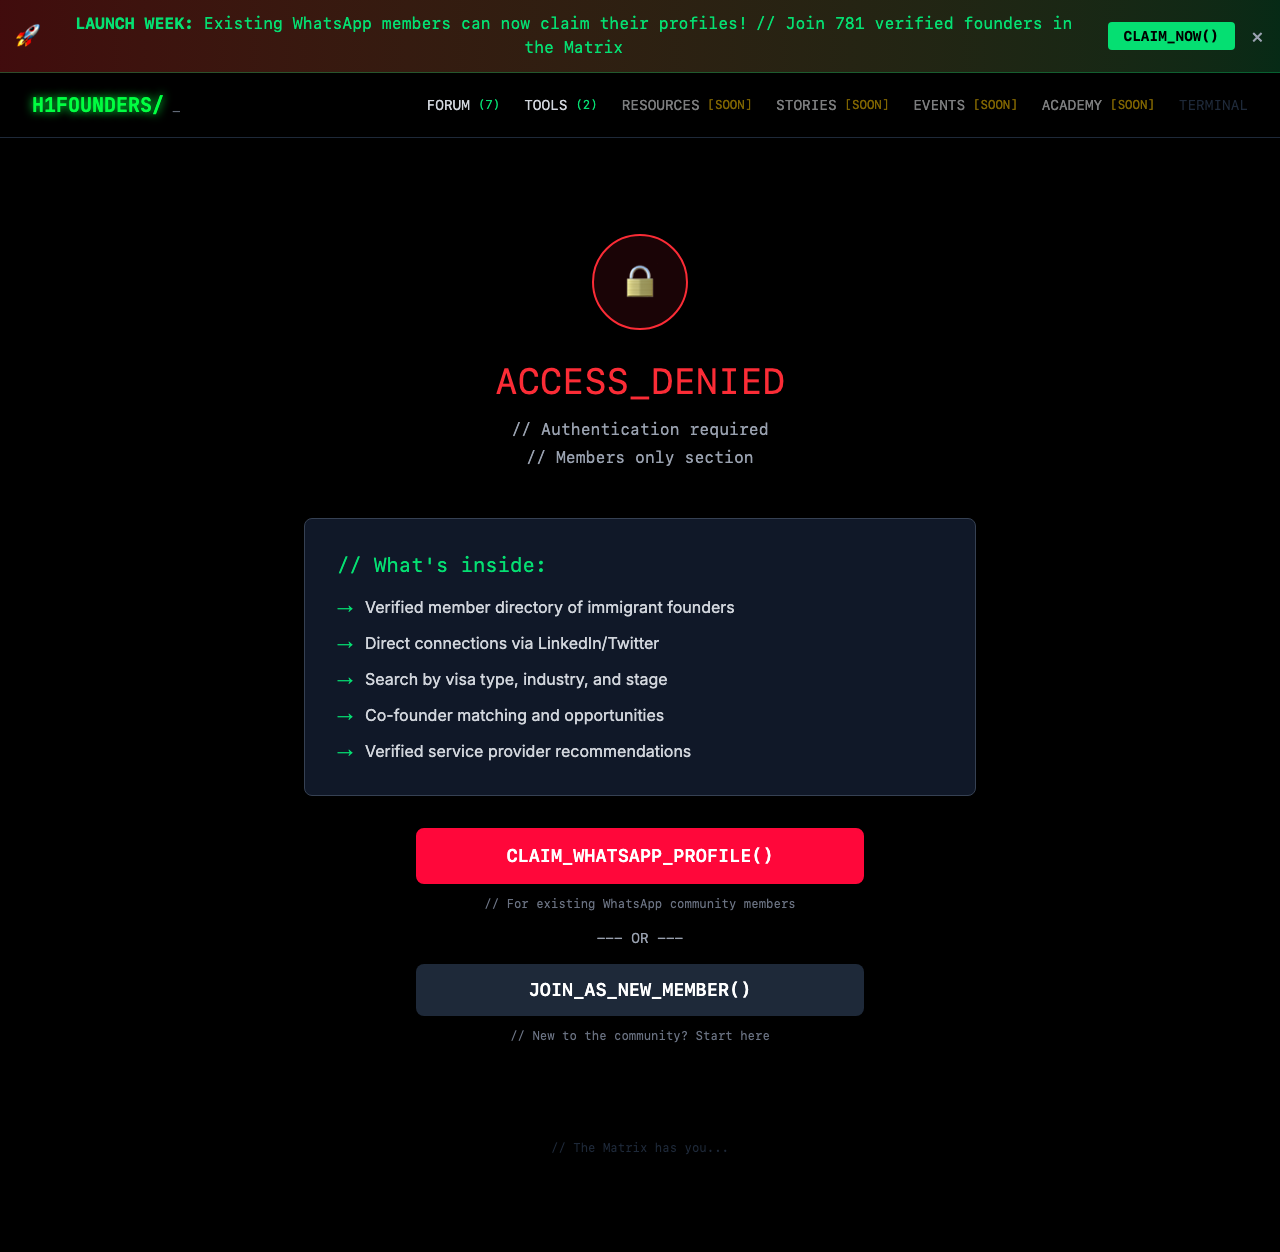 LAUNCH WEEK: Existing WhatsApp members can now claim their profiles! // Join 781 verified founders in
the Matrix
CLAIM_NOW()
×
H1FOUNDERS/ _
FORUM (7)
TOOLS (2)
RESOURCES [SOON]
STORIES [SOON]
EVENTS [SOON]
ACADEMY [SOON]
TERMINAL
ACCESS_DENIED
// Authentication required
// Members only section
// What's inside:
→ Verified member directory of immigrant founders
→ Direct connections via LinkedIn/Twitter
→ Search by visa type, industry, and stage
→ Co-founder matching and opportunities
→ Verified service provider recommendations
CLAIM_WHATSAPP_PROFILE()
// For existing WhatsApp community members
——— OR ———
JOIN_AS_NEW_MEMBER()
// New to the community? Start here
// The Matrix has you...